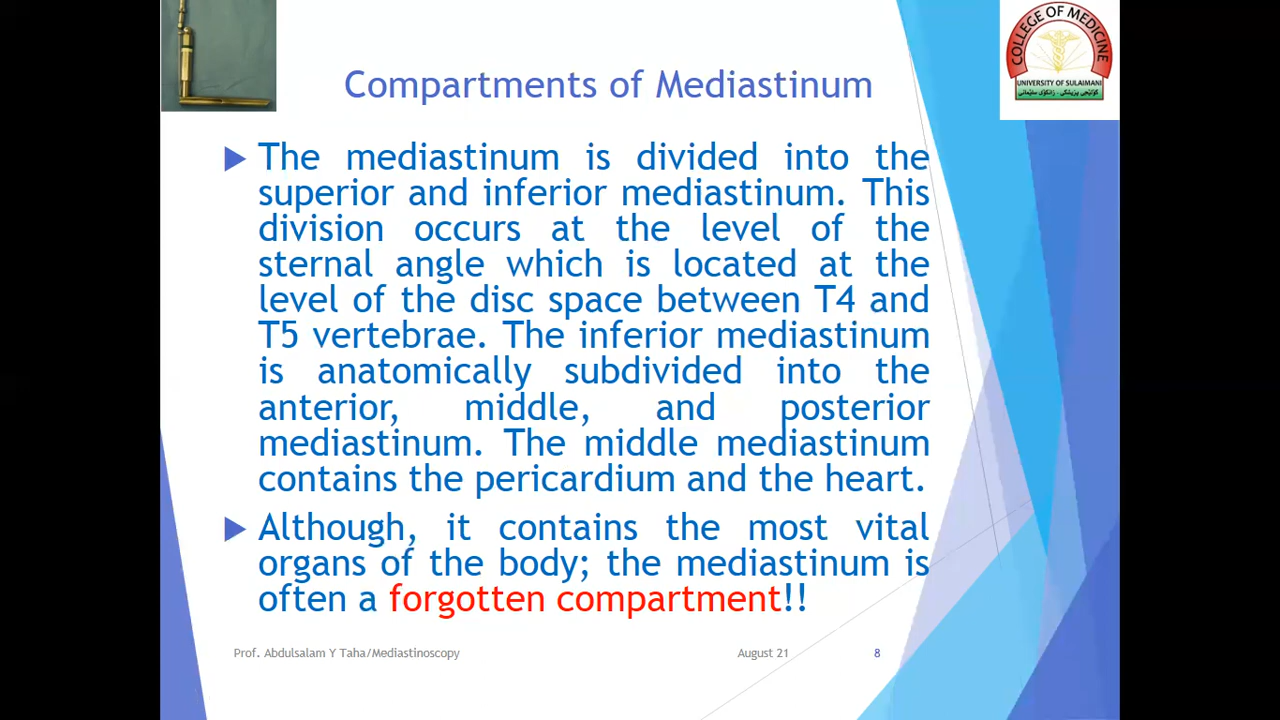 COLLEGE OF MEDICINE
UNIVERSITY OF SULAIMANI
كۆلێجی پزیشکی - زانکۆی سلێمانی
Compartments of Mediastinum
The mediastinum is divided into the
superior and inferior mediastinum. This
division occurs at the level of the
sternal angle which is located at the
level of the disc space between T4 and
T5 vertebrae. The inferior mediastinum
is anatomically subdivided into the
anterior, middle, and posterior
mediastinum. The middle mediastinum
contains the pericardium and the heart.
Although, it contains the most vital
organs of the body; the mediastinum is
often a forgotten compartment!!
Prof. Abdulsalam Y Taha/Mediastinoscopy
August 21
8